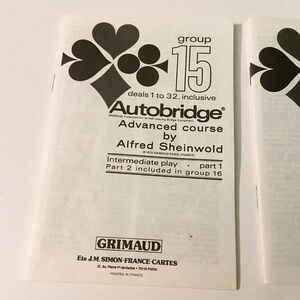 group
15
deals 1 to 32, inclusive
Autobridge®
Advanced course
by
Alfred Sheinwold
Intermediate play • part 1
Part 2 included in group 16
GRIMAUD
Ets J.M. SIMON-FRANCE CARTES
PRINTED IN FRANCE